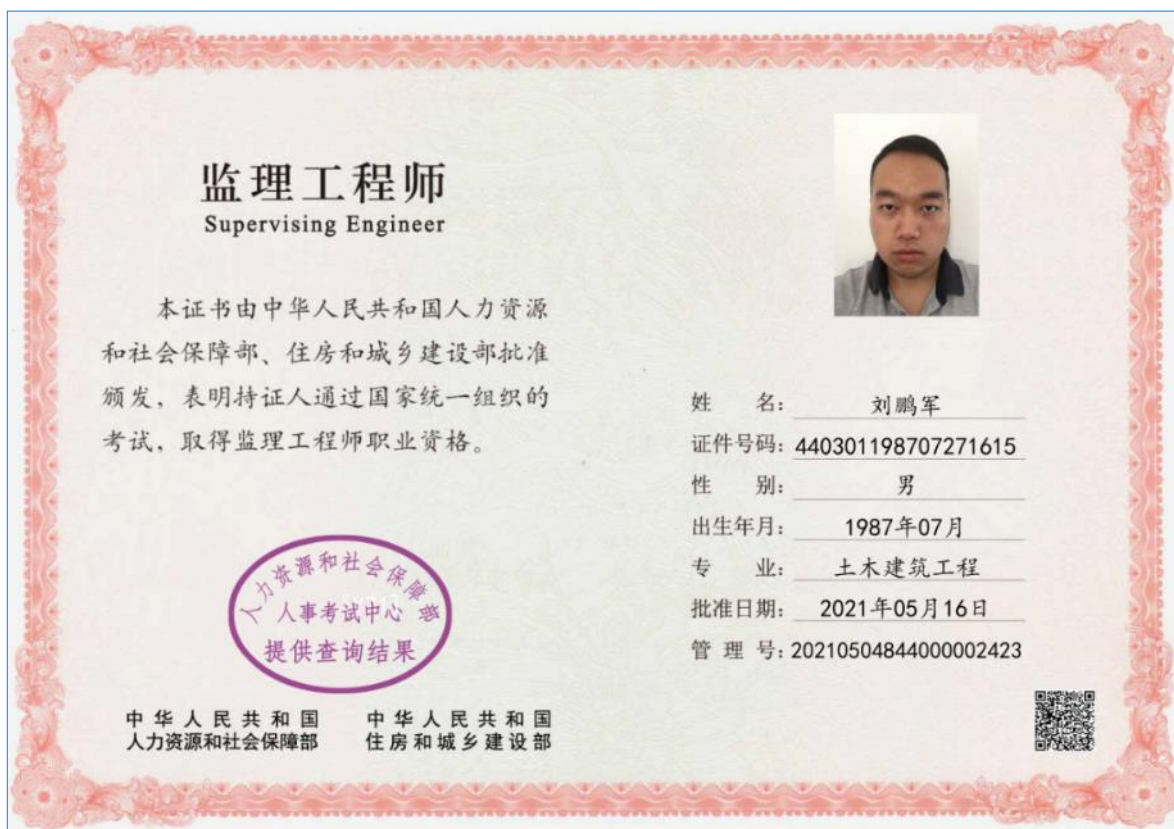 监理工程师
Supervising Engineer
本证书由中华人民共和国人力资源
和社会保障部、住房和城乡建设部批准
颁发，表明持证人通过国家统一组织的
考试，取得监理工程师职业资格。
人力资源和社会保障部
人事考试中心
提供查询结果
中华人民共和国
人力资源和社会保障部
中华人民共和国
住房和城乡建设部
姓 名：刘鹏军
证件号码：440301198707271615
性 别：男
出生年月：1987年07月
专 业：土木建筑工程
批准日期：2021年05月16日
管 理 号：20210504844000002423